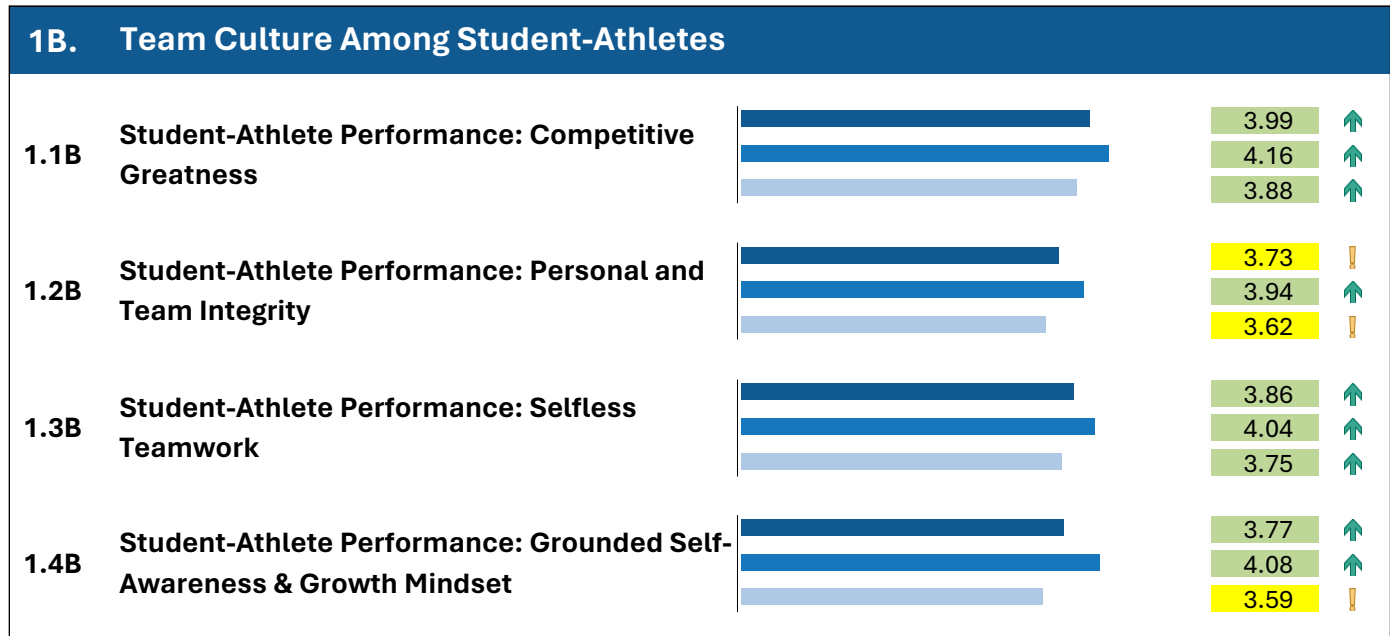 1B. Team Culture Among Student-Athletes
1.1B
Student-Athlete Performance: Competitive
Greatness
3.99
4.16
3.88
1.2B
Student-Athlete Performance: Personal and
Team Integrity
3.73
!
3.94
3.62
!
1.3B
Student-Athlete Performance: Selfless
Teamwork
3.86
4.04
3.75
1.4B
Student-Athlete Performance: Grounded Self-
Awareness & Growth Mindset
3.77
4.08
3.59
!